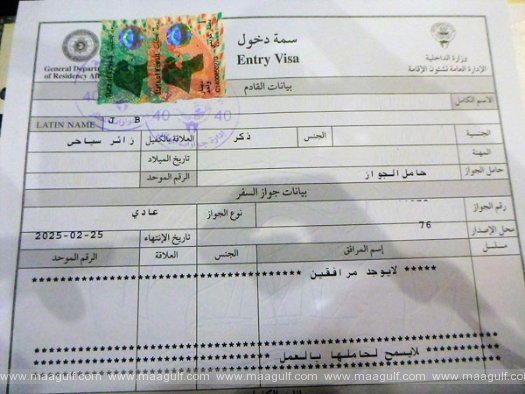 سمة دخول
Entry Visa
وزارة الداخلية
الإدارة العامة لشئون الإقامة
General Depart
of Residency Aff
بيانات القادم
الاسم الكامل
LATIN NAME J B
الجنسية
الجنس ذكر العلاقة بالكفيل زائر سياحى
المهنة تاريخ الميلاد
حامل الجواز حامل الجواز الرقم الموحد
بيانات جواز السفر
رقم الجواز نوع الجواز عادي
محل الإصدار 76 تاريخ الإنتهاء 2025-02-25
مسلسل إسم المرافق الجنس العلاقة الرقم الموحد
***** لايوجد مرافقين
لايسمح لحاملها بالعمل
www.maagulf.com www.maagulf.com www.maagulf.com www.maagulf.com